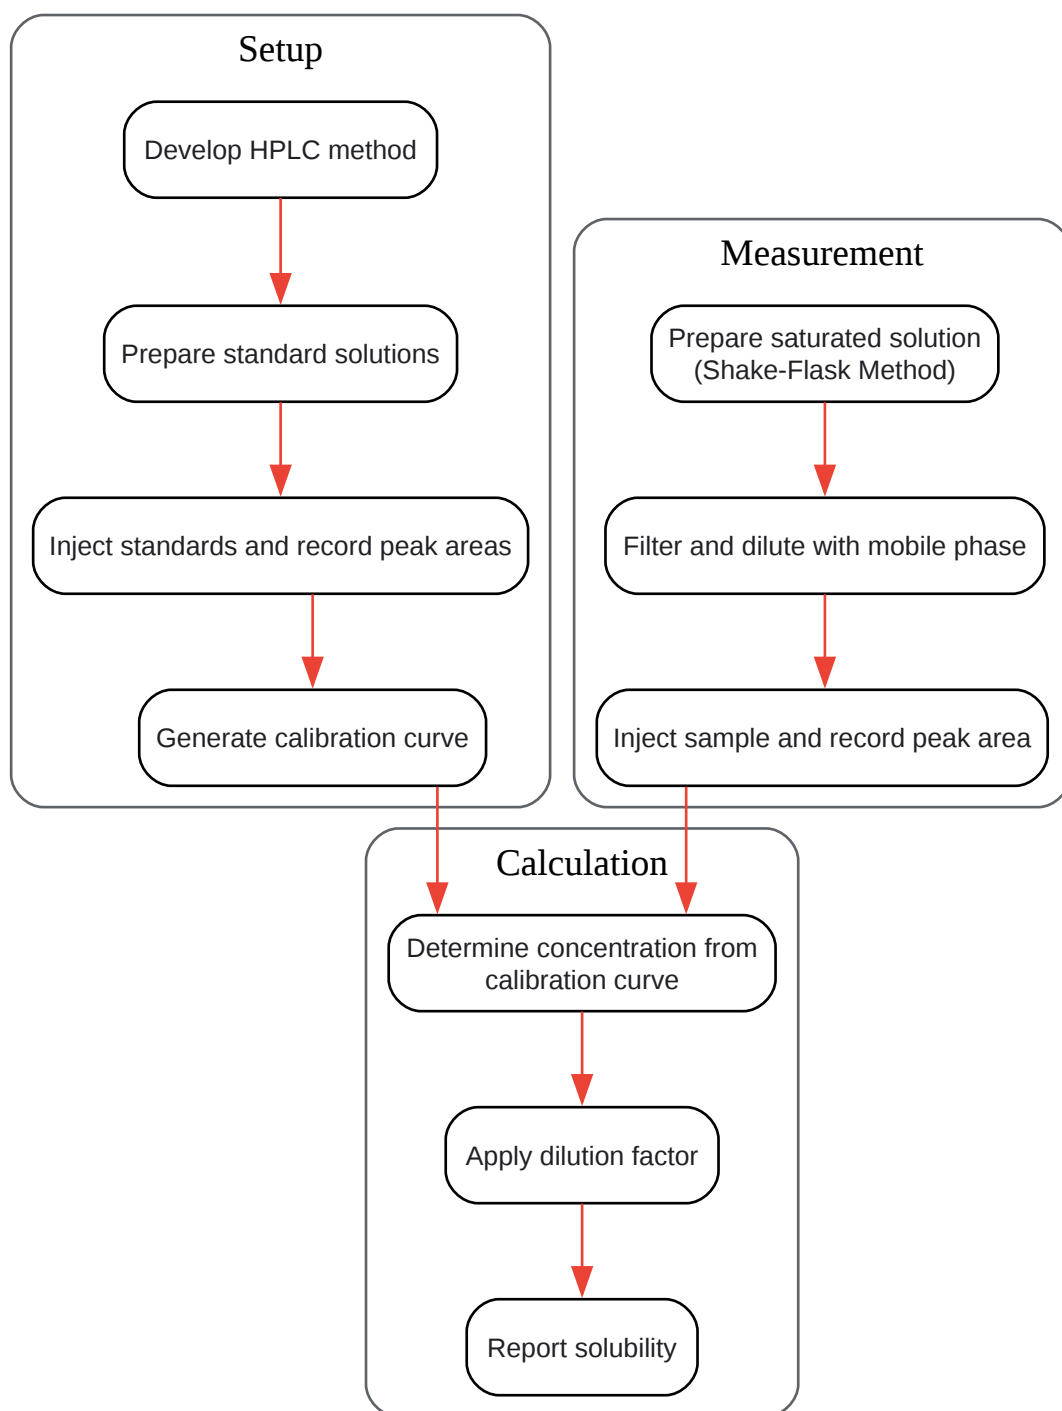 Setup
Develop HPLC method
Prepare standard solutions
Inject standards and record peak areas
Generate calibration curve
Measurement
Prepare saturated solution
(Shake-Flask Method)
Filter and dilute with mobile phase
Inject sample and record peak area
Calculation
Determine concentration from
calibration curve
Apply dilution factor
Report solubility